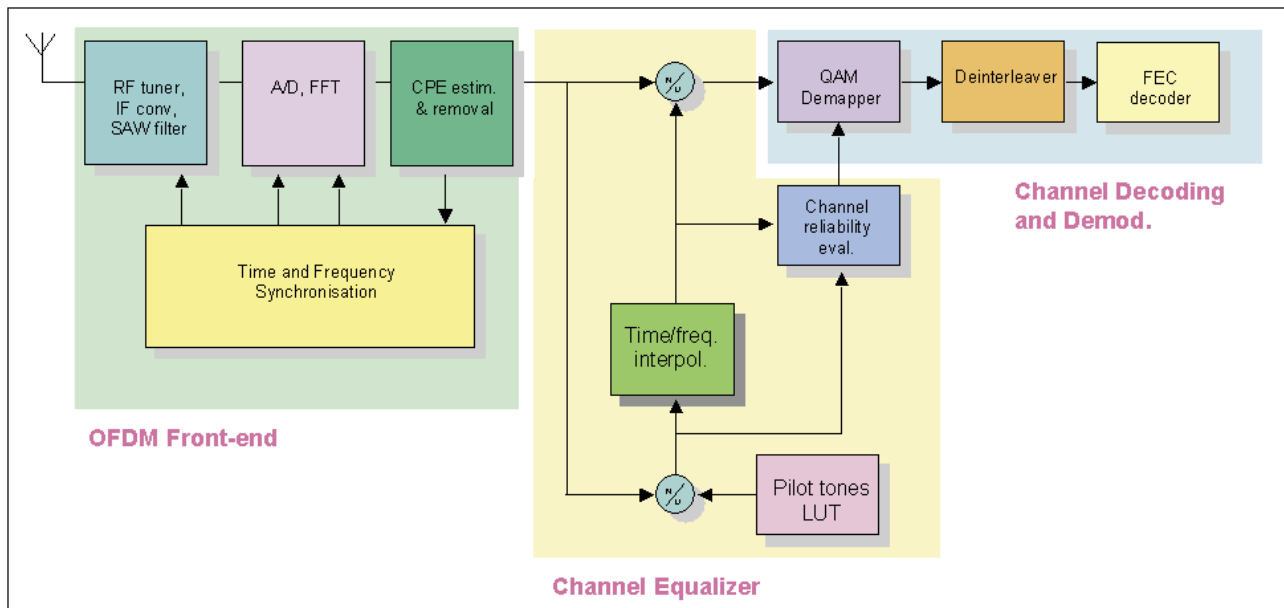 RF tuner,
IF conv,
SAW filter
A/D, FFT
CPE estim.
& removal
N/U
QAM
Demapper
Deinterleaver
FEC
decoder
Time and Frequency
Synchronisation
Channel
reliability
eval.
Channel Decoding
and Demod.
Time/freq.
interpol.
OFDM Front-end
N/U
Pilot tones
LUT
Channel Equalizer